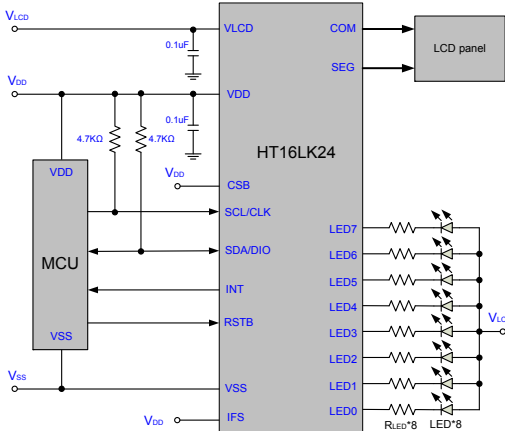 VLCD
VLCD
COM
LCD panel
0.1uF
SEG
VDD
VDD
0.1uF
4.7KΩ
4.7KΩ
HT16LK24
VDD
VDD
CSB
SCL/CLK
LED7
SDA/DIO
LED6
MCU
LED5
INT
LED4
RSTB
LED3
VLC
VSS
LED2
VSS
VSS
LED1
LED0
VDD
IFS
RLED*8
LED*8